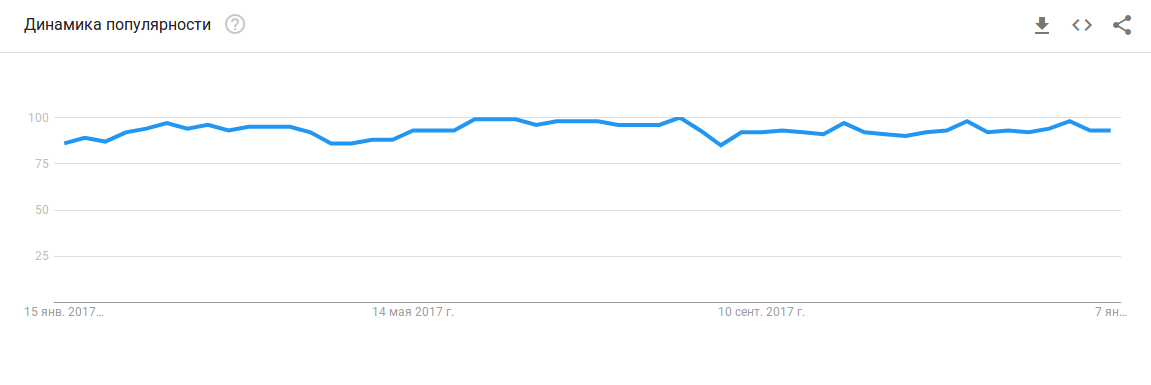 Динамика популярности ?
100
75
50
25
15 янв. 2017…
14 мая 2017 г.
10 сент. 2017 г.
7 ян…